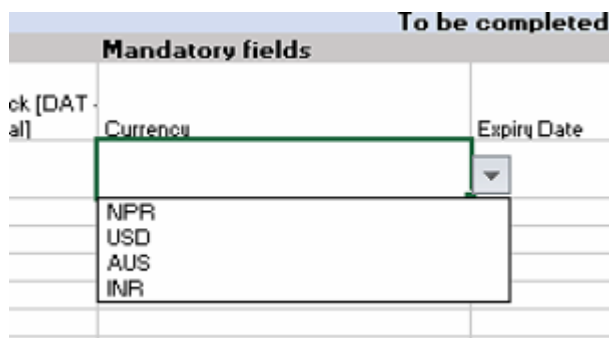 To be completed
Mandatory fields
ck [DAT -
al]
Currency
Expiry Date
NPR
USD
AUS
INR